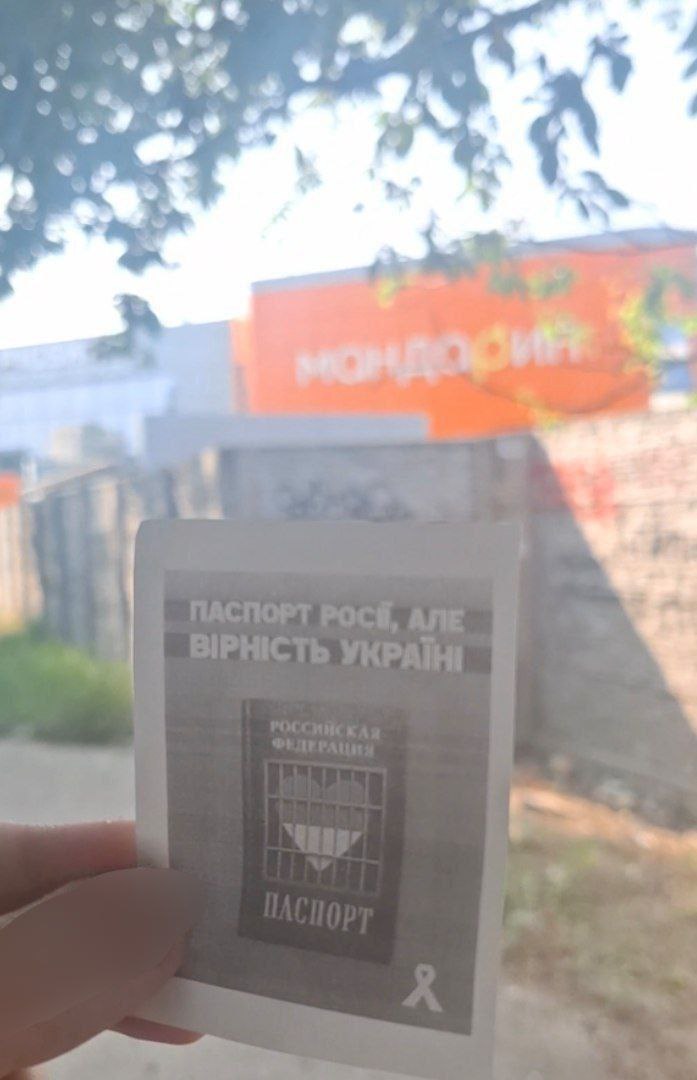 мандарин
ПАСПОРТ РОСІЇ, АЛЕ
ВІРНІСТЬ УКРАЇНІ
РОССИЙСКАЯ
ФЕДЕРАЦИЯ
ПАСПОРТ